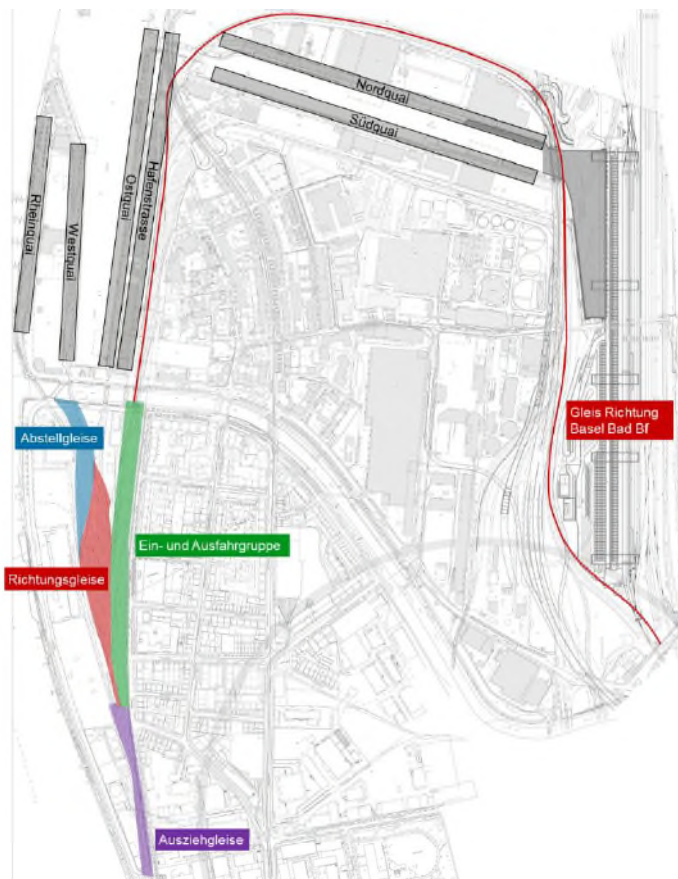 Nordquai
Südquai
Hafenstrasse
Ostquai
Rheinquai
Westquai
Gleis Richtung
Basel Bad Bf
Abstellgleise
Ein- und Ausfahrgruppe
Richtungsgleise
Ausziehgleise